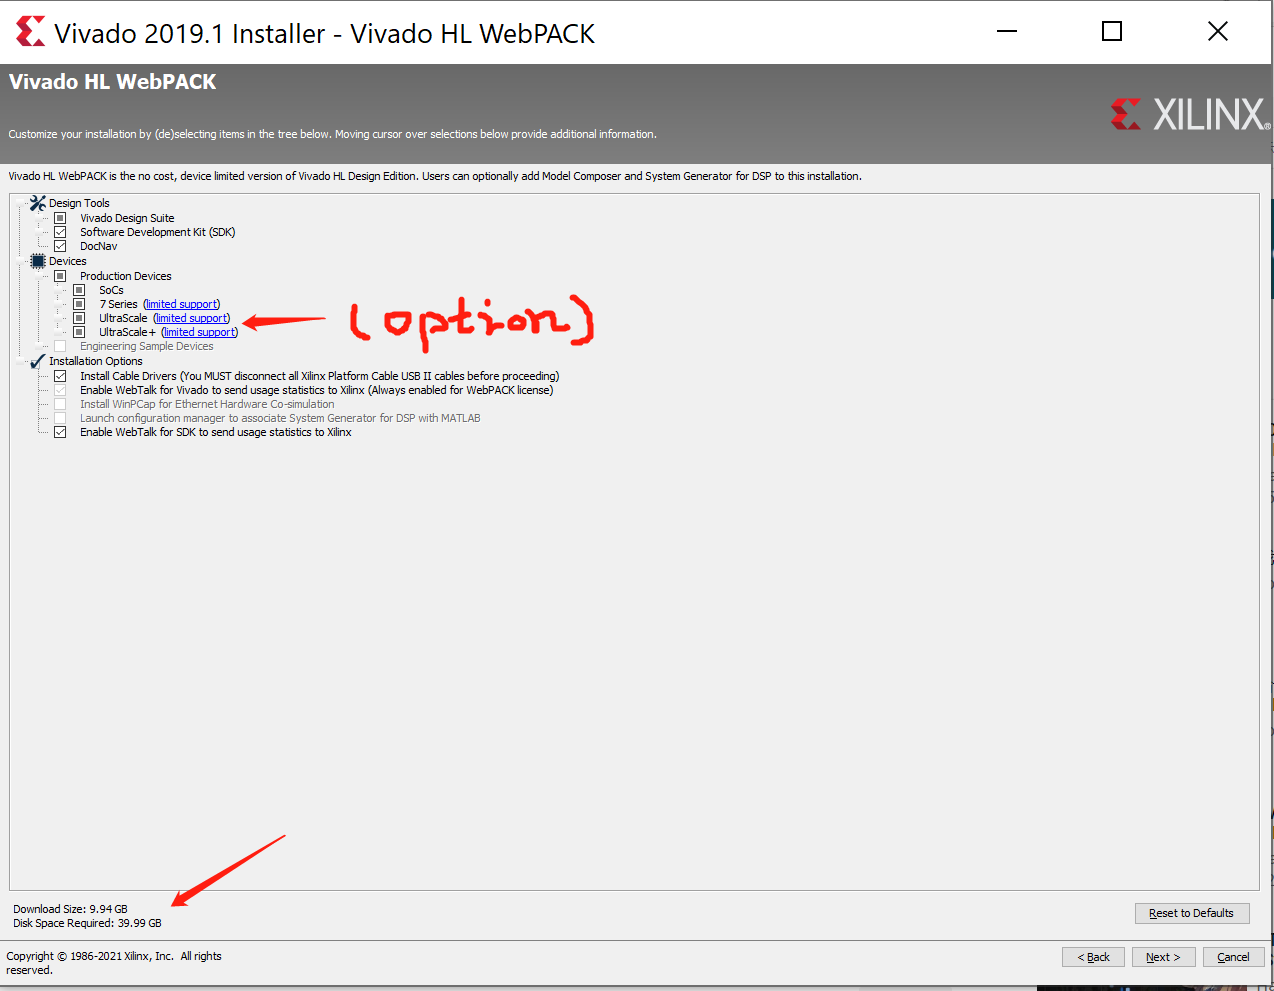 Vivado 2019.1 Installer - Vivado HL WebPACK
Vivado HL WebPACK
XILINX®
Customize your installation by (de)selecting items in the tree below. Moving cursor over selections below provide additional information.
Vivado HL WebPACK is the no cost, device limited version of Vivado HL Design Edition. Users can optionally add Model Composer and System Generator for DSP to this installation.
Design Tools
Vivado Design Suite
Software Development Kit (SDK)
DocNav
Devices
Production Devices
SoCs
7 Series (limited support)
UltraScale (limited support)
(option)
UltraScale+ (limited support)
Engineering Sample Devices
Installation Options
Install Cable Drivers (You MUST disconnect all Xilinx Platform Cable USB II cables before proceeding)
Enable WebTalk for Vivado to send usage statistics to Xilinx (Always enabled for WebPACK license)
Install WinPCap for Ethernet Hardware Co-simulation
Launch configuration manager to associate System Generator for DSP with MATLAB
Enable WebTalk for SDK to send usage statistics to Xilinx
Download Size: 9.94 GB
Disk Space Required: 39.99 GB
Reset to Defaults
Copyright © 1986-2021 Xilinx, Inc. All rights
reserved.
< Back
Next >
Cancel